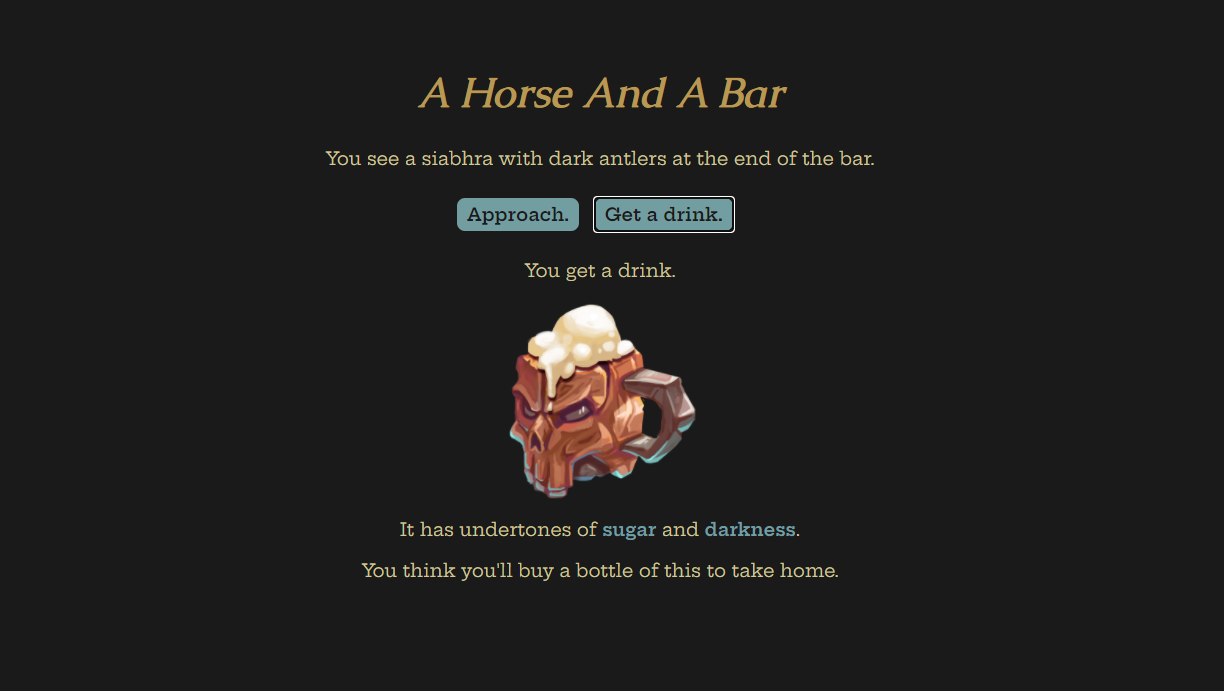 A Horse And A Bar
You see a siabhra with dark antlers at the end of the bar.
Approach. Get a drink.
You get a drink.
It has undertones of sugar and darkness.
You think you'll buy a bottle of this to take home.